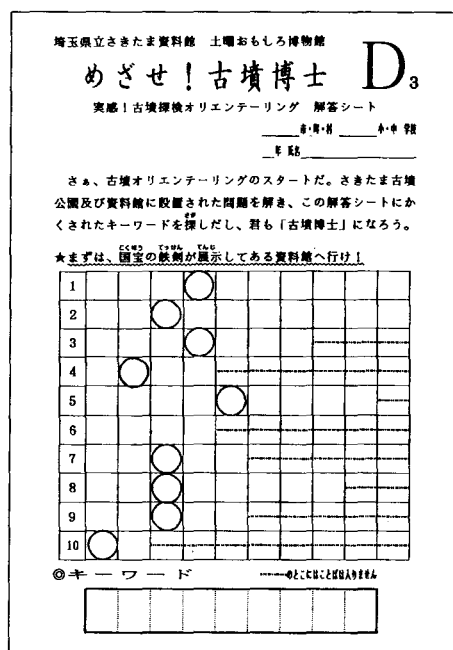 埼玉県立さきたま資料館 土曜おもしろ博物館
めざせ！古墳博士 D3
実感！古墳探検オリエンテーリング 解答シート
市・町・村 小・中 学校
年 氏名
さぁ、古墳オリエンテーリングのスタートだ。さきたま古墳
公園及び資料館に設置された問題を解き、この解答シートにか
くされたキーワードを探しだし、君も「古墳博士」になろう。
★まずは、国宝の鉄剣が展示してある資料館へ行け！
1
2
3
4
5
6
7
8
9
10
◎キーワード ------のとこにはことばは入りません